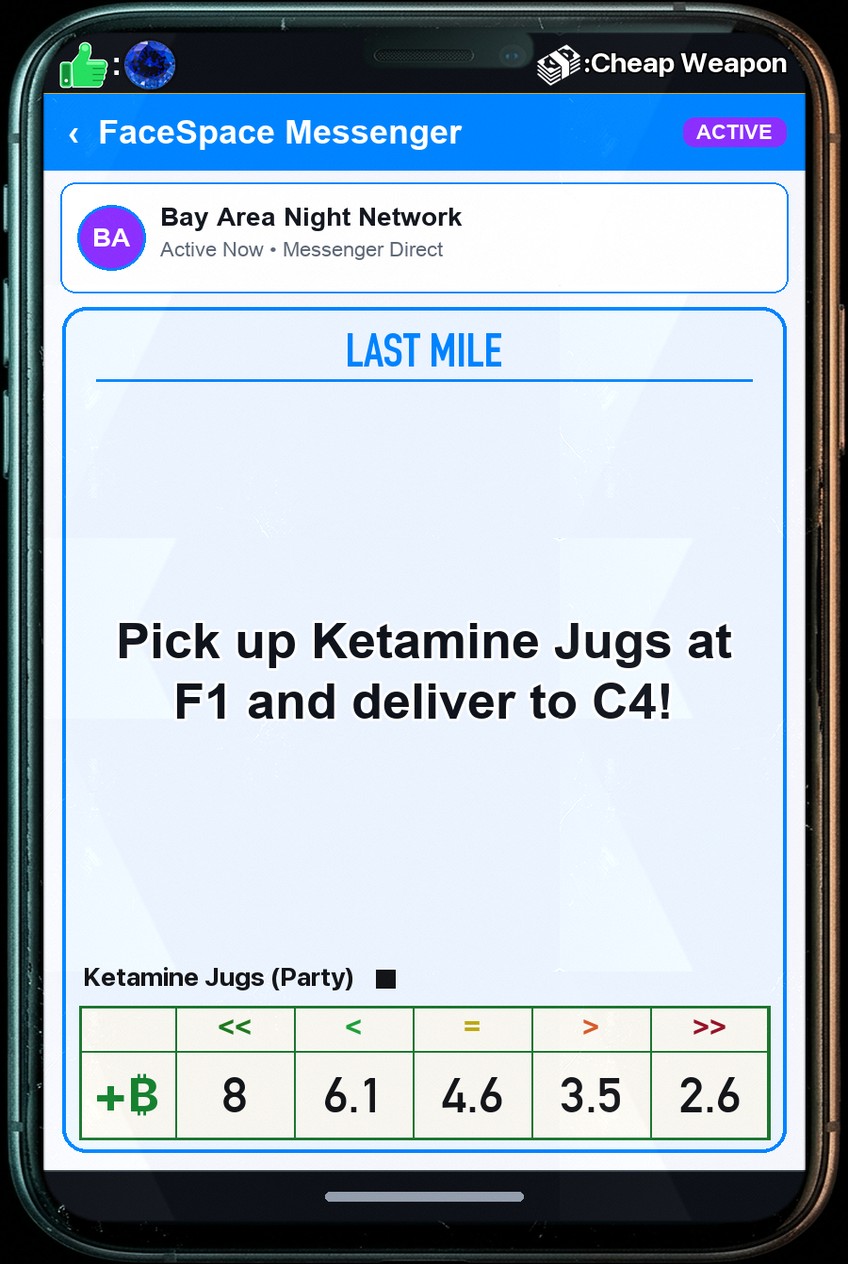 :
:Cheap Weapon
‹ FaceSpace Messenger
ACTIVE
BA
Bay Area Night Network
Active Now • Messenger Direct
LAST MILE
Pick up Ketamine Jugs at
F1 and deliver to C4!
Ketamine Jugs (Party) ■
<< < = > >>
+₿ 8 6.1 4.6 3.5 2.6